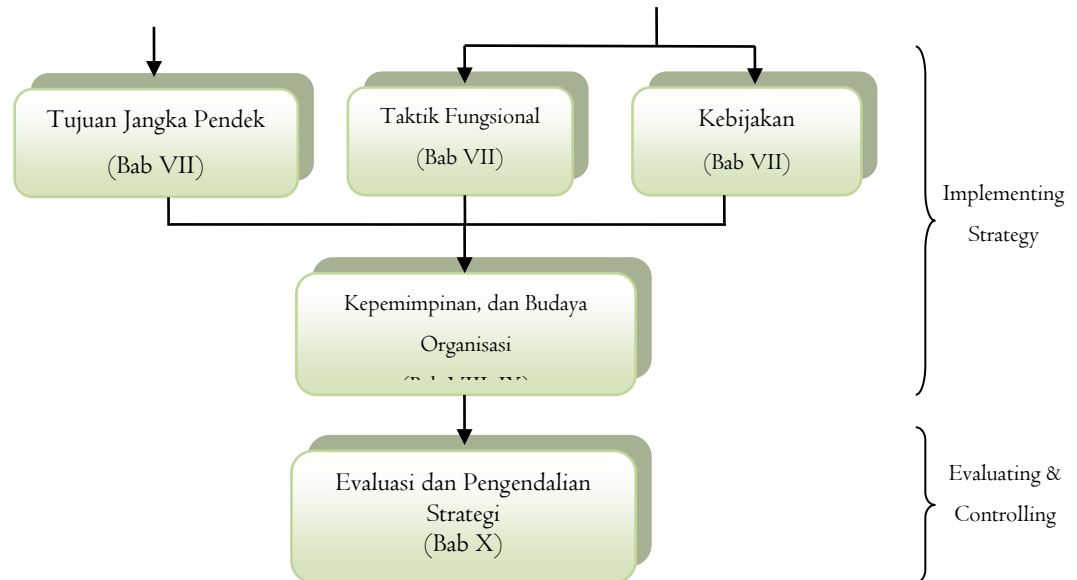 Tujuan Jangka Pendek
(Bab VII)
Taktik Fungsional
(Bab VII)
Kebijakan
(Bab VII)
Implementing
Strategy
Kepemimpinan, dan Budaya
Organisasi
Evaluasi dan Pengendalian
Strategi
(Bab X)
Evaluating &
Controlling